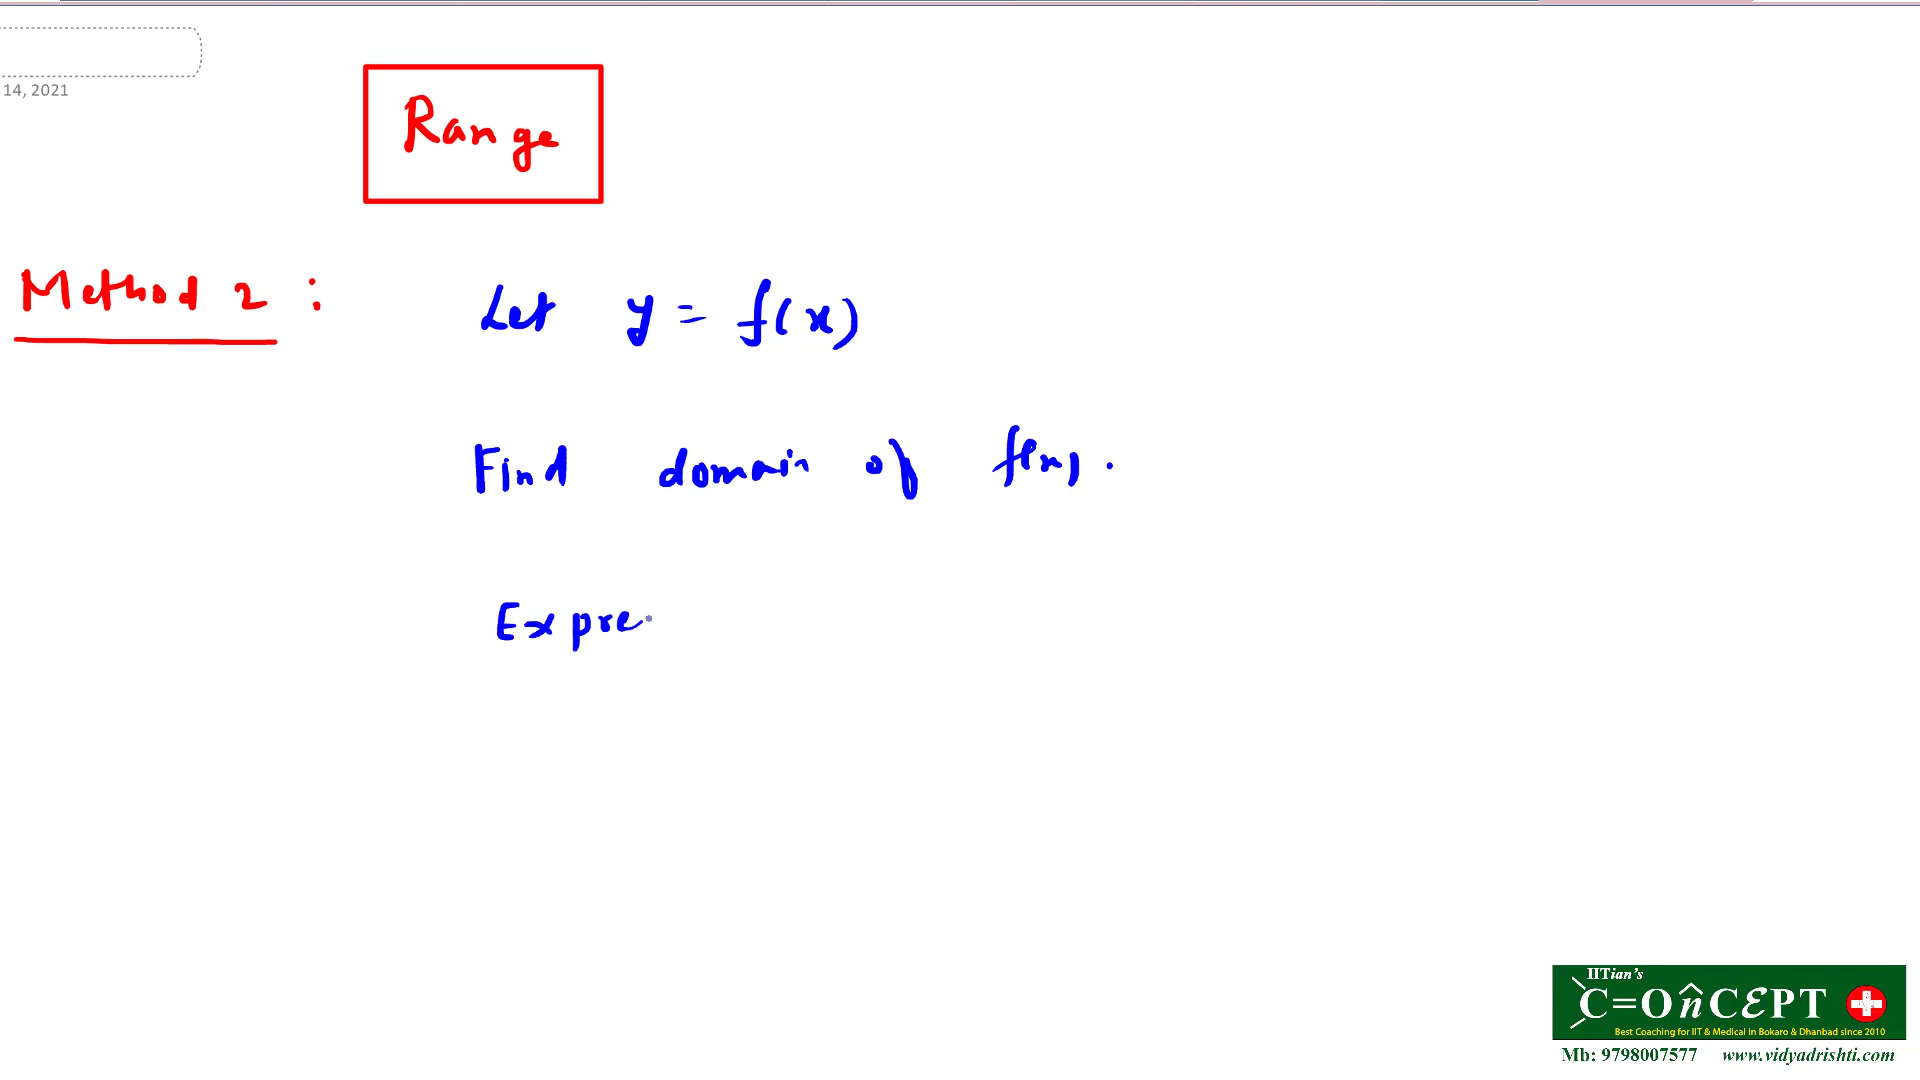 14, 2021
Range
Method 2 :
Let y = f(x)
Find domain of f(x).
Expre
IITian's
C=OnCEPT
Best Coaching for IIT & Medical in Bokaro & Dhanbad since 2010
Mb: 9798007577 www.vidyadrishti.com